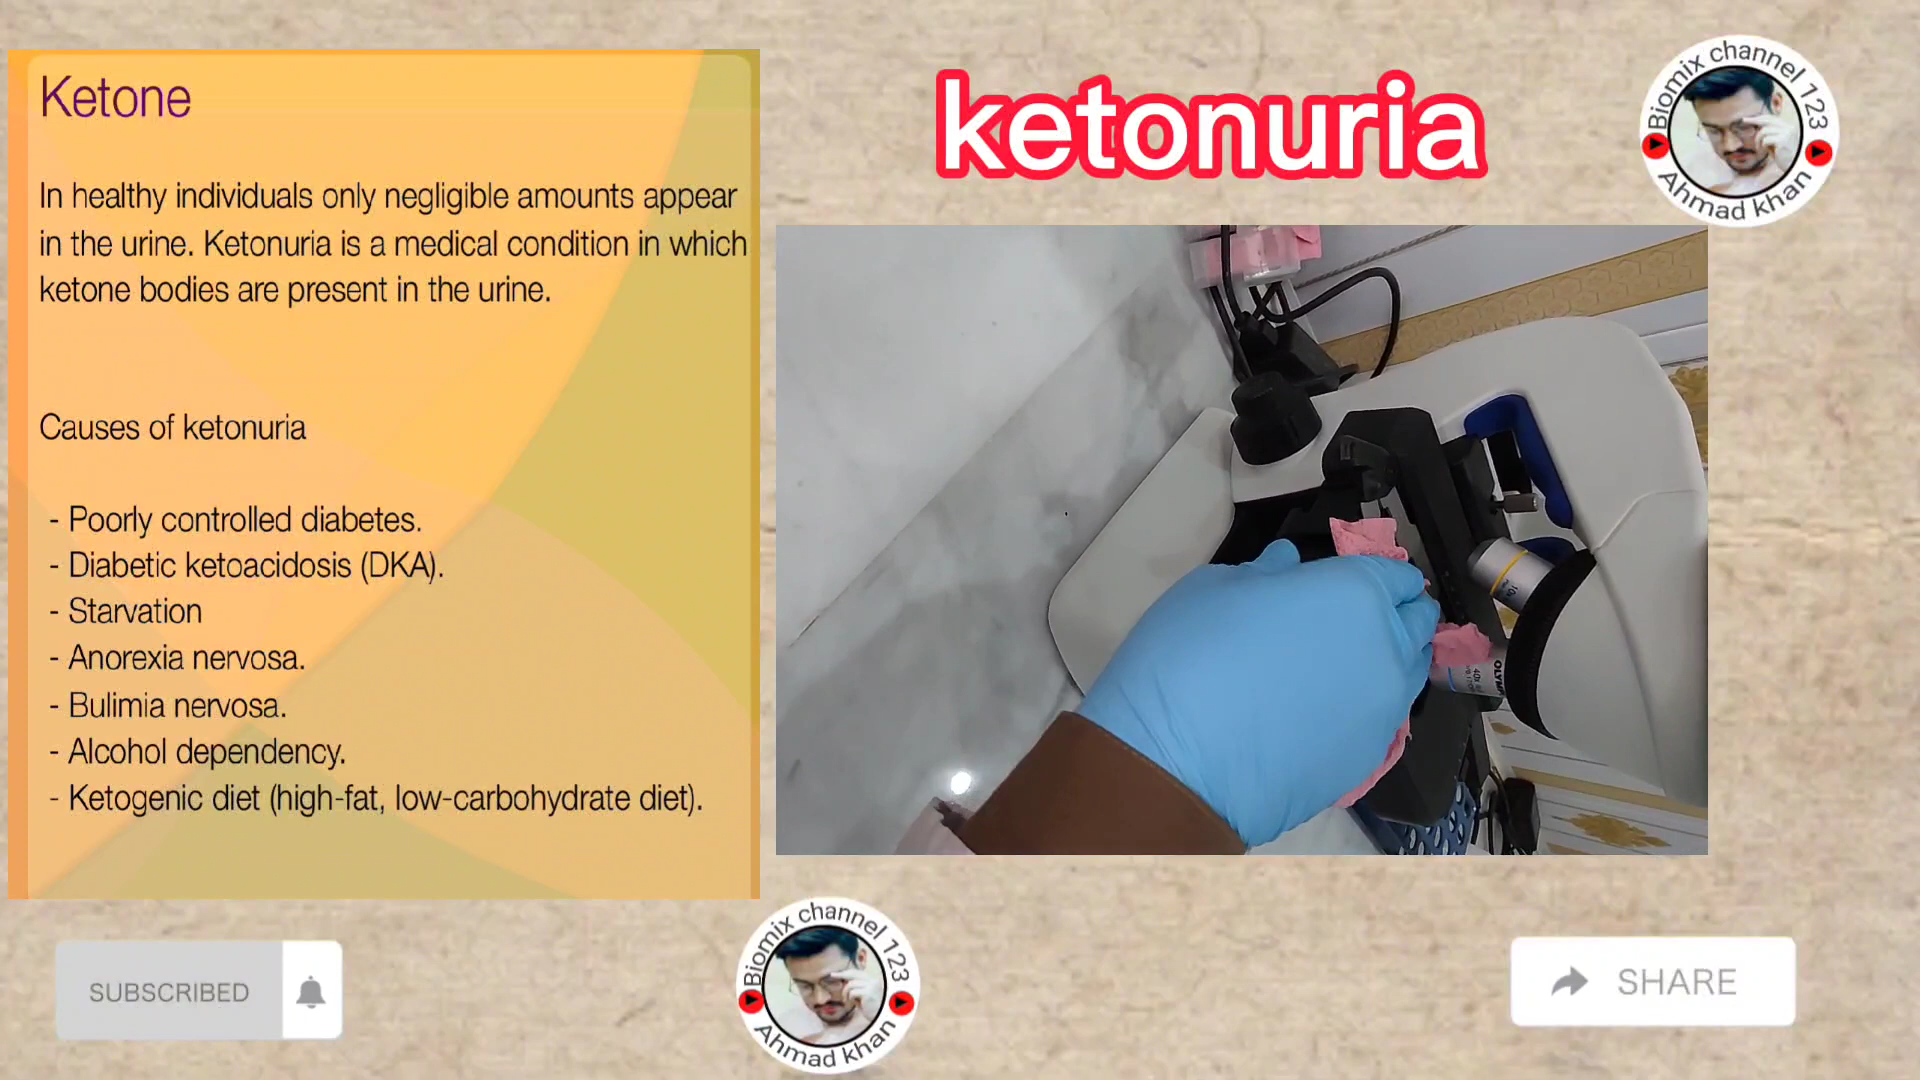 Ketone
In healthy individuals only negligible amounts appear
in the urine. Ketonuria is a medical condition in which
ketone bodies are present in the urine.
Causes of ketonuria
- Poorly controlled diabetes.
- Diabetic ketoacidosis (DKA).
- Starvation
- Anorexia nervosa.
- Bulimia nervosa.
- Alcohol dependency.
- Ketogenic diet (high-fat, low-carbohydrate diet).
ketonuria
Biomix channel 123
Ahmad khan
10x
40x
SUBSCRIBED
Biomix channel 123
Ahmad khan
SHARE